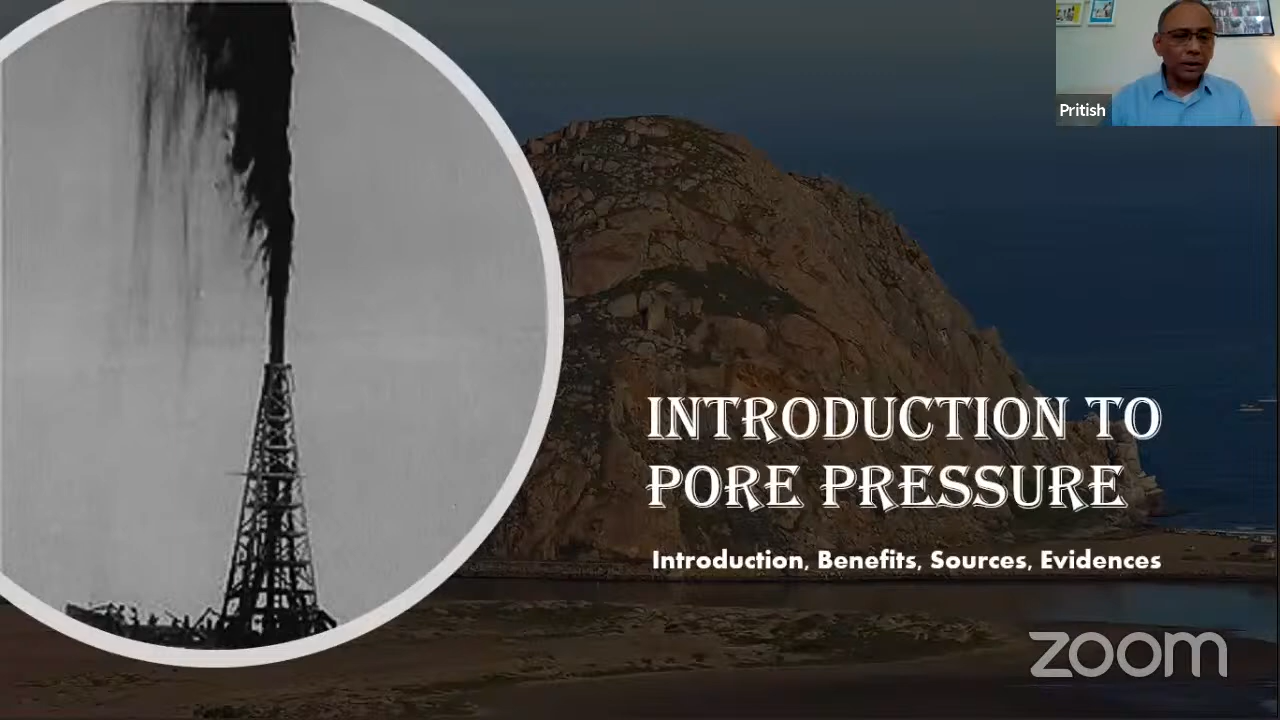 Pritish
INTRODUCTION TO
PORE PRESSURE
Introduction, Benefits, Sources, Evidences
zoom